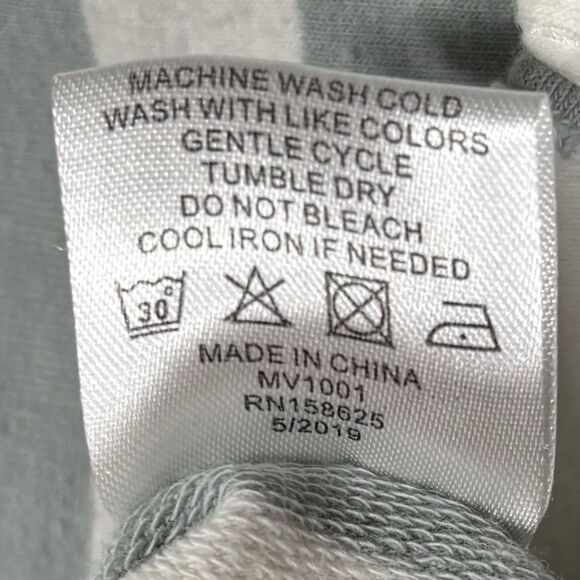 MACHINE WASH COLD
WASH WITH LIKE COLORS
GENTLE CYCLE
TUMBLE DRY
DO NOT BLEACH
COOL IRON IF NEEDED
30
MADE IN CHINA
MV1001
RN158625
5/2019